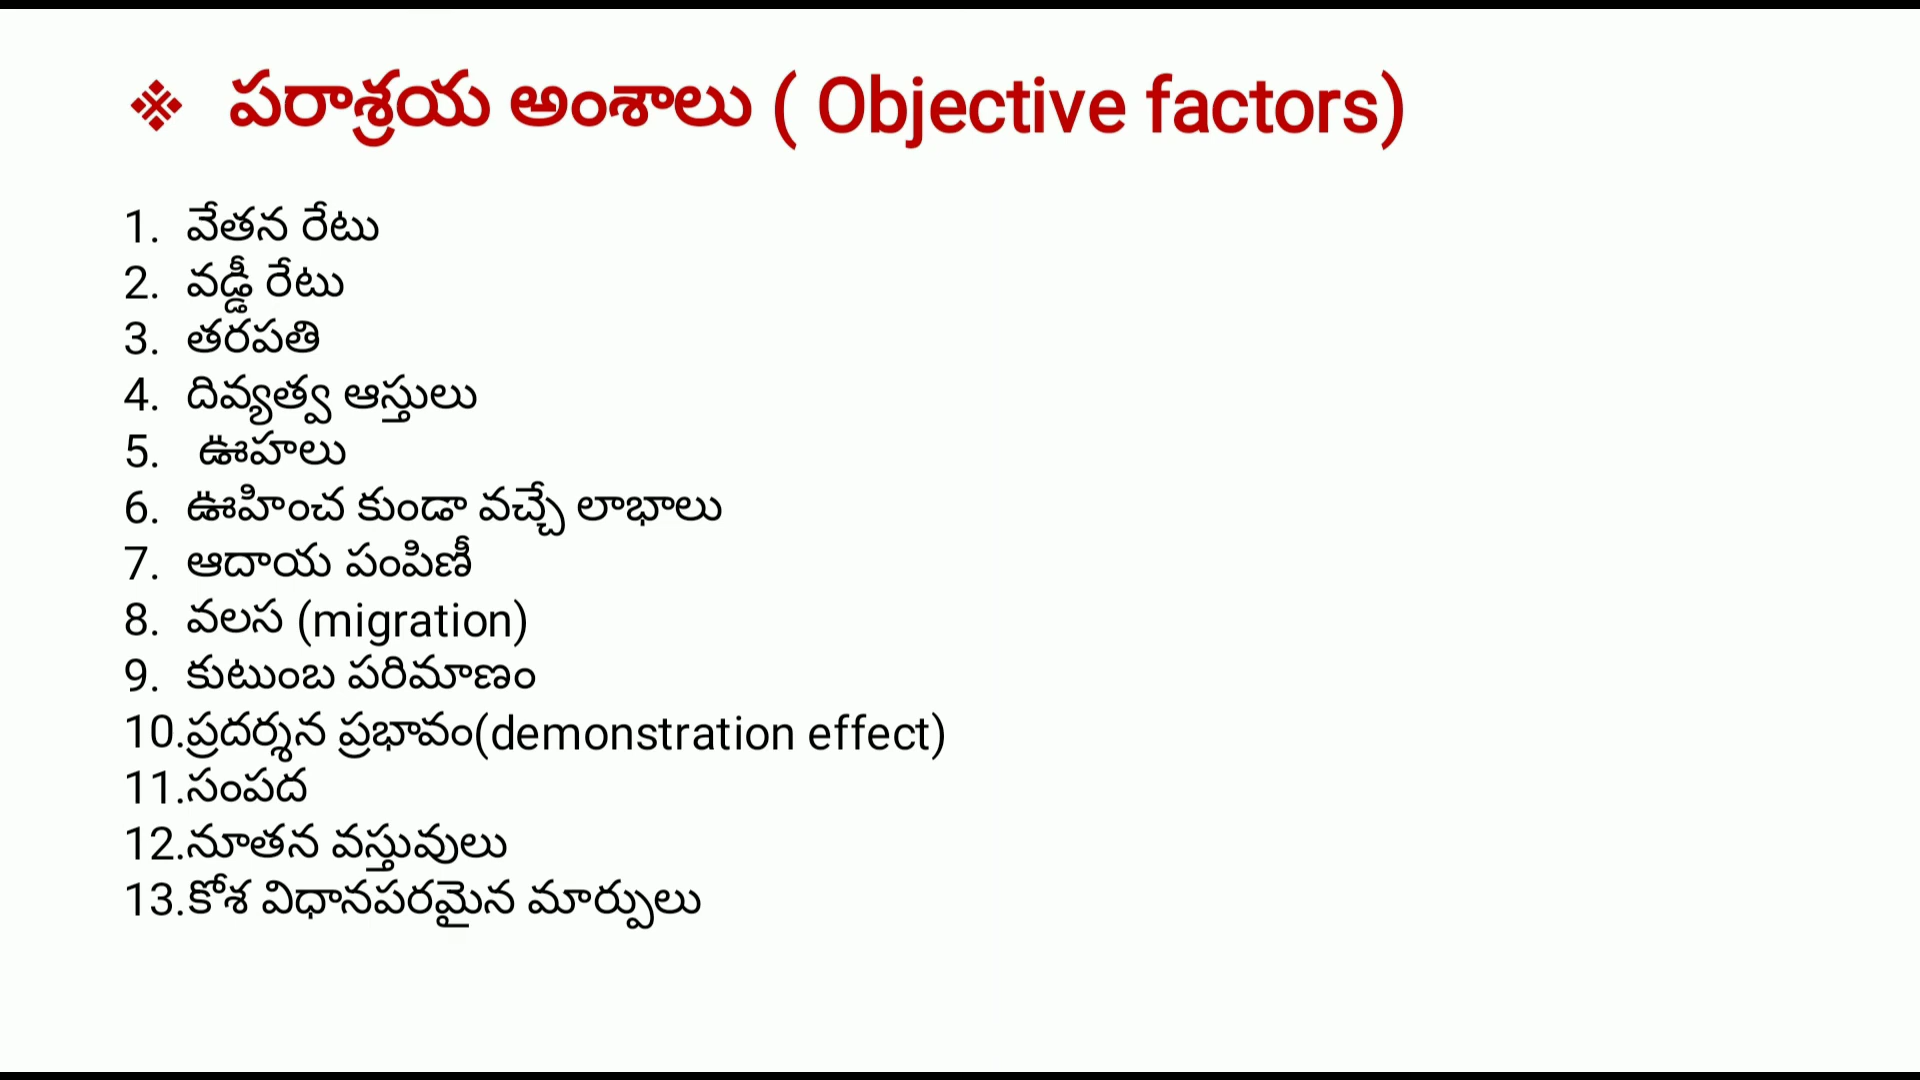 ❖ పరాశ్రయ అంశాలు ( Objective factors)
1. వేతన రేటు
2. వడ్డీ రేటు
3. తరపతి
4. దివ్యత్వ ఆస్తులు
5. ఊహలు
6. ఊహించ కుండా వచ్చే లాభాలు
7. ఆదాయ పంపిణీ
8. వలస (migration)
9. కుటుంబ పరిమాణం
10.ప్రదర్శన ప్రభావం(demonstration effect)
11.సంపద
12.నూతన వస్తువులు
13.కోశ విధానపరమైన మార్పులు